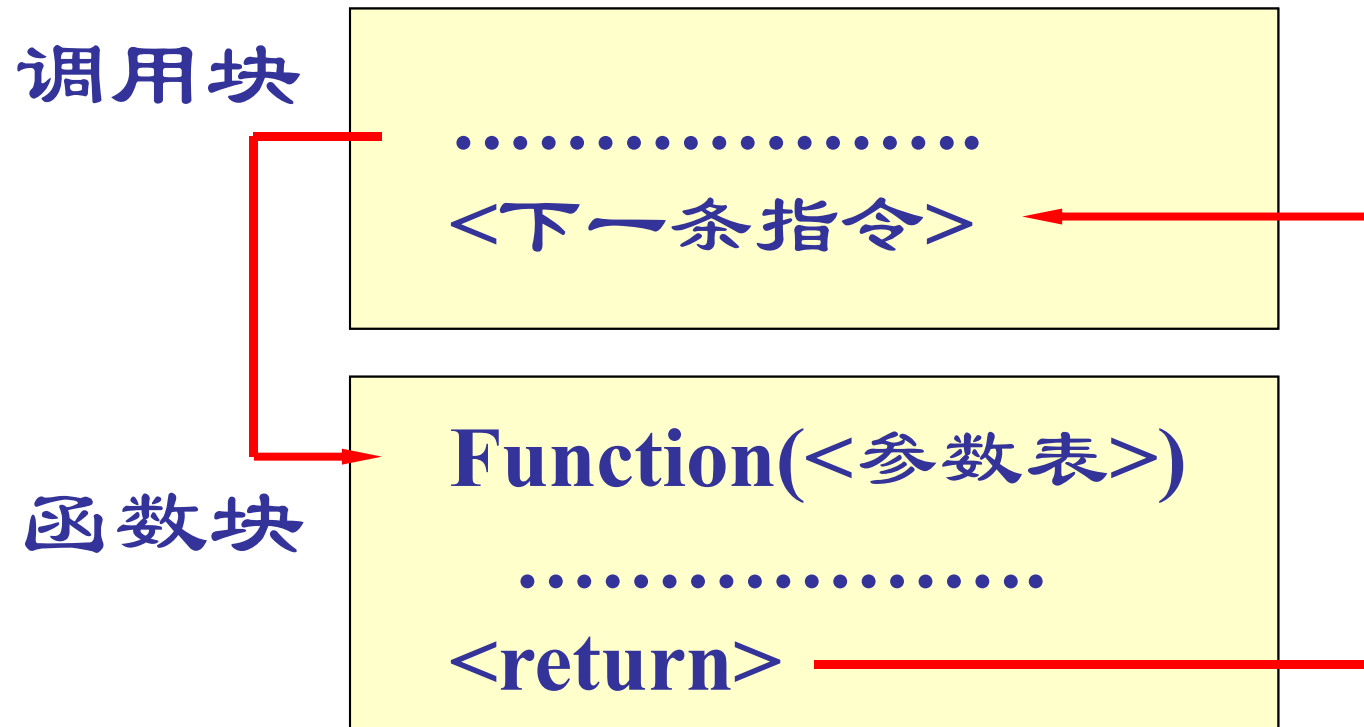 调用块
...................
<下一条指令>
Function(<参数表>)
函数块
...................
<return>